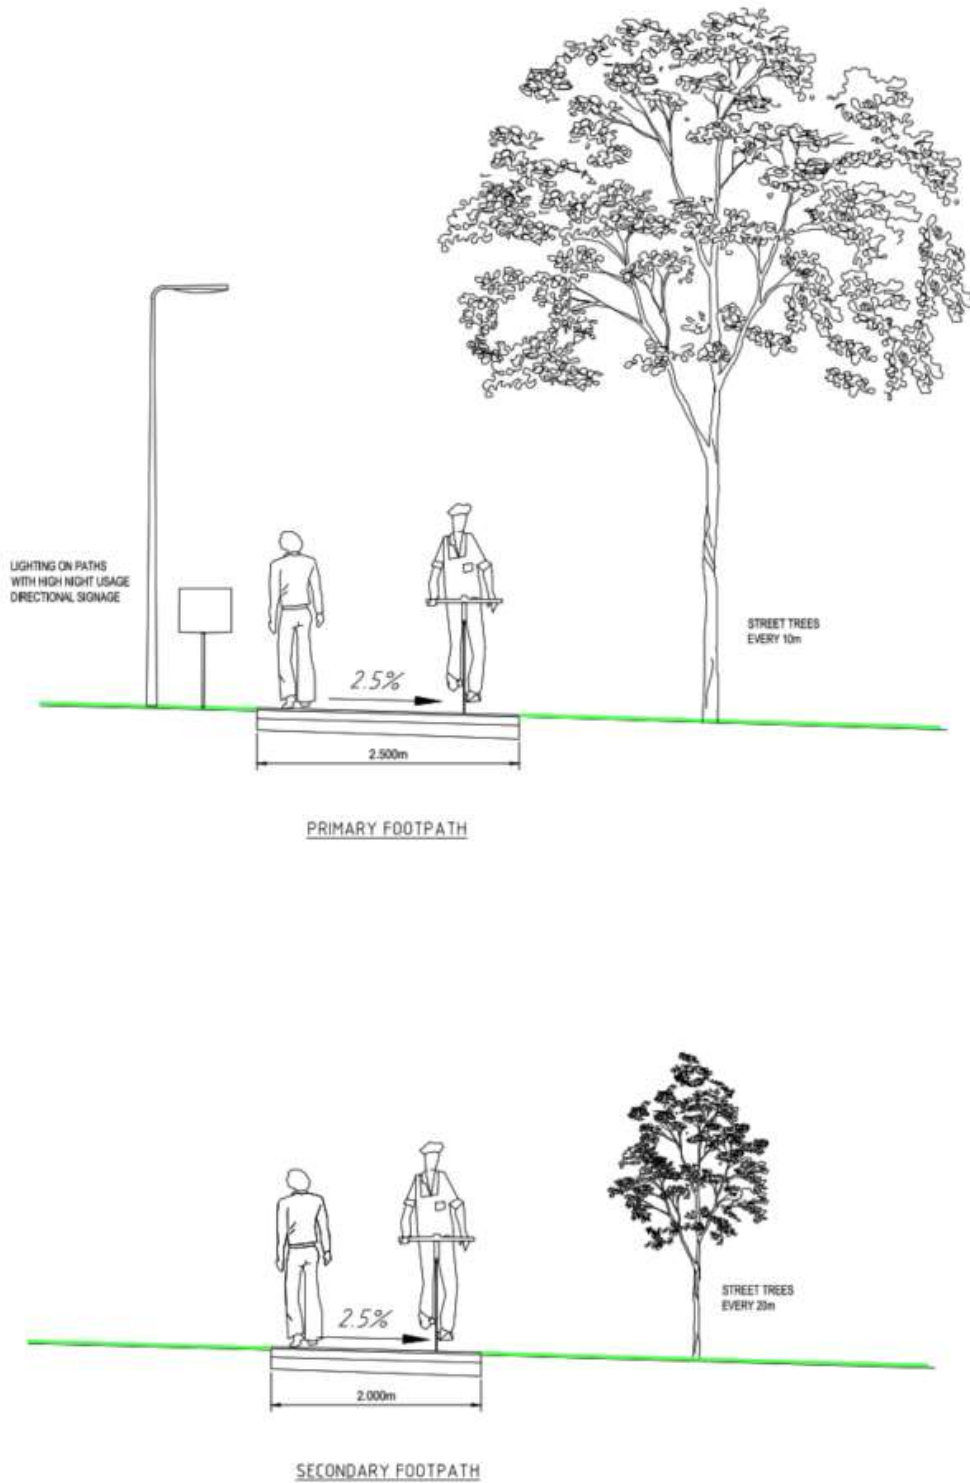 LIGHTING ON PATHS
WITH HIGH NIGHT USAGE
DIRECTIONAL SIGNAGE
STREET TREES
EVERY 10m
2.5%
2.500m
PRIMARY FOOTPATH
STREET TREES
EVERY 20m
2.5%
2.000m
SECONDARY FOOTPATH